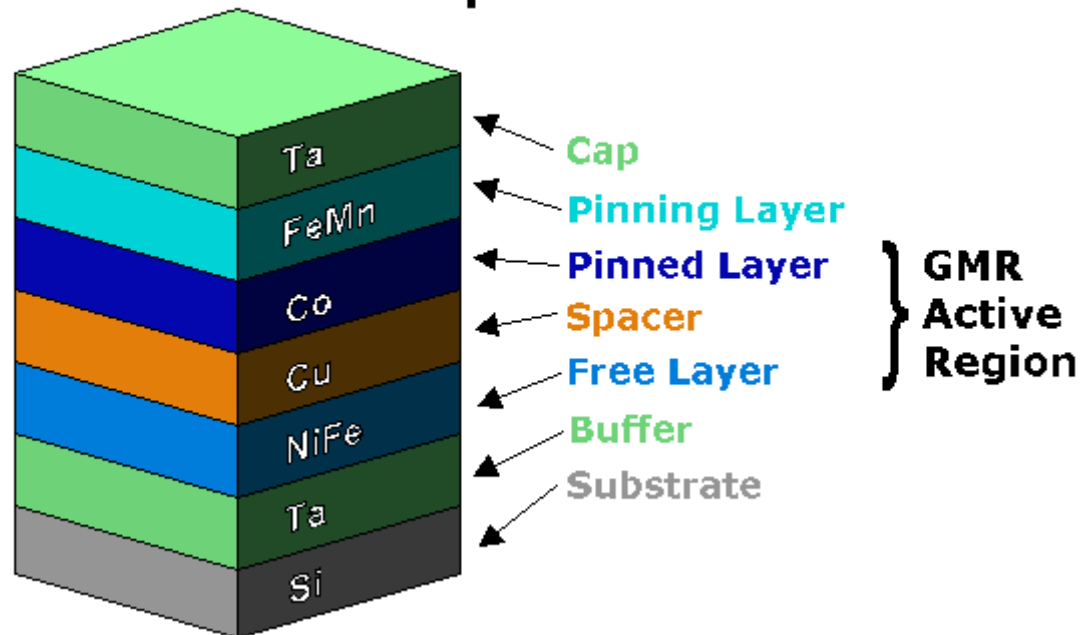 Ta
FeMn
Co
Cu
NiFe
Ta
Si
Cap
Pinning Layer
Pinned Layer
Spacer
Free Layer
Buffer
Substrate
GMR
Active
Region